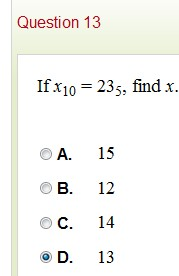 Question 13
If x₁₀ = 23₅, find x.
A. 15
B. 12
C. 14
D. 13